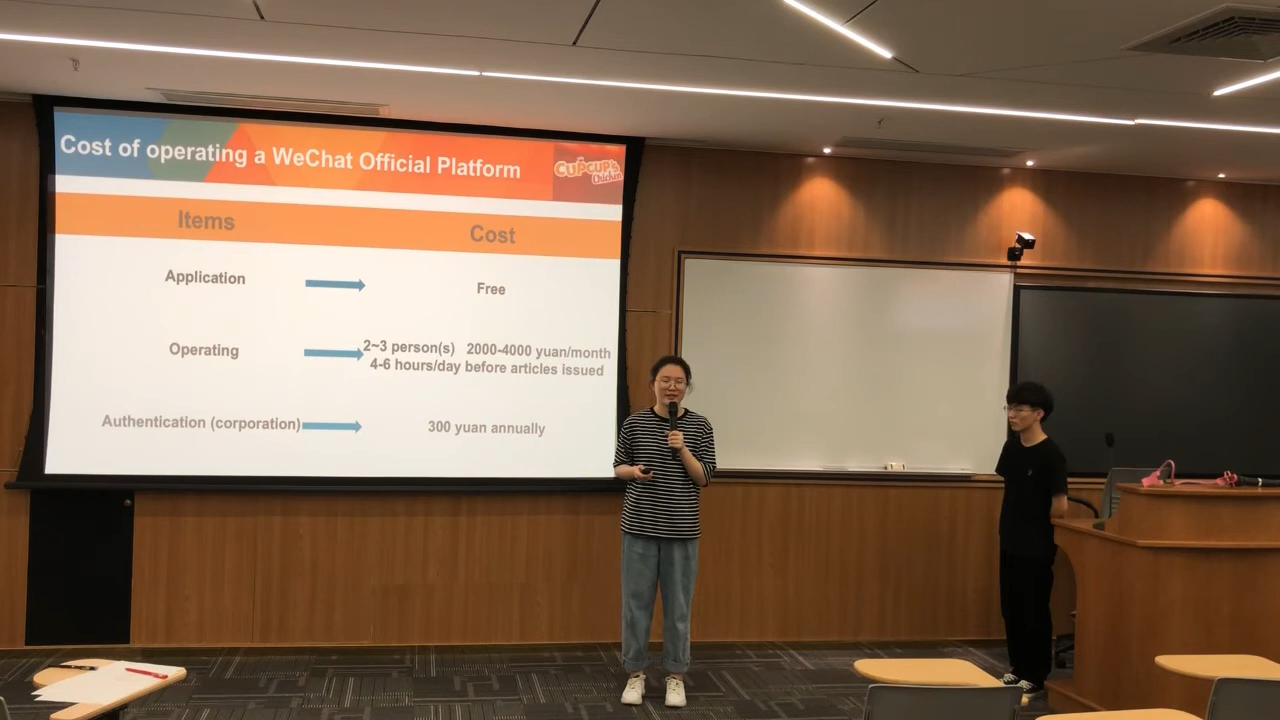 Cost of operating a WeChat Official Platform
CUPCUP'S
Chicken
Items
Cost
Application
Free
Operating
2~3 person(s) 2000-4000 yuan/month
4-6 hours/day before articles issued
Authentication (corporation)
300 yuan annually